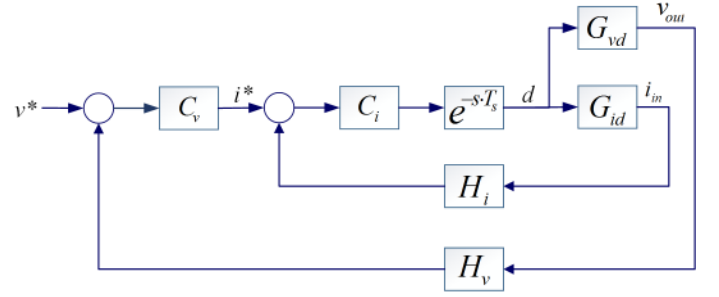 G_vd
v_out
v*
C_v
i*
C_i
e^{-s·T_s}
d
G_id
i_in
H_i
H_v